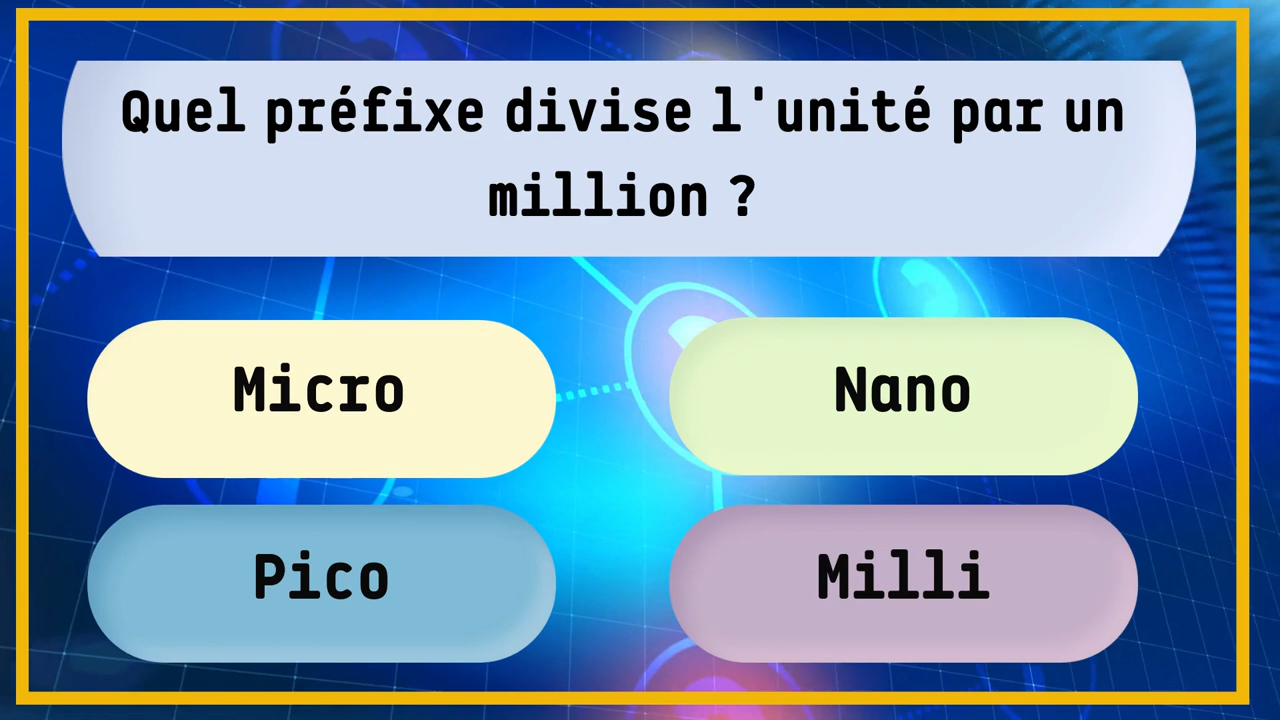 Quel préfixe divise l'unité par un
million ?
Micro
Nano
Pico
Milli